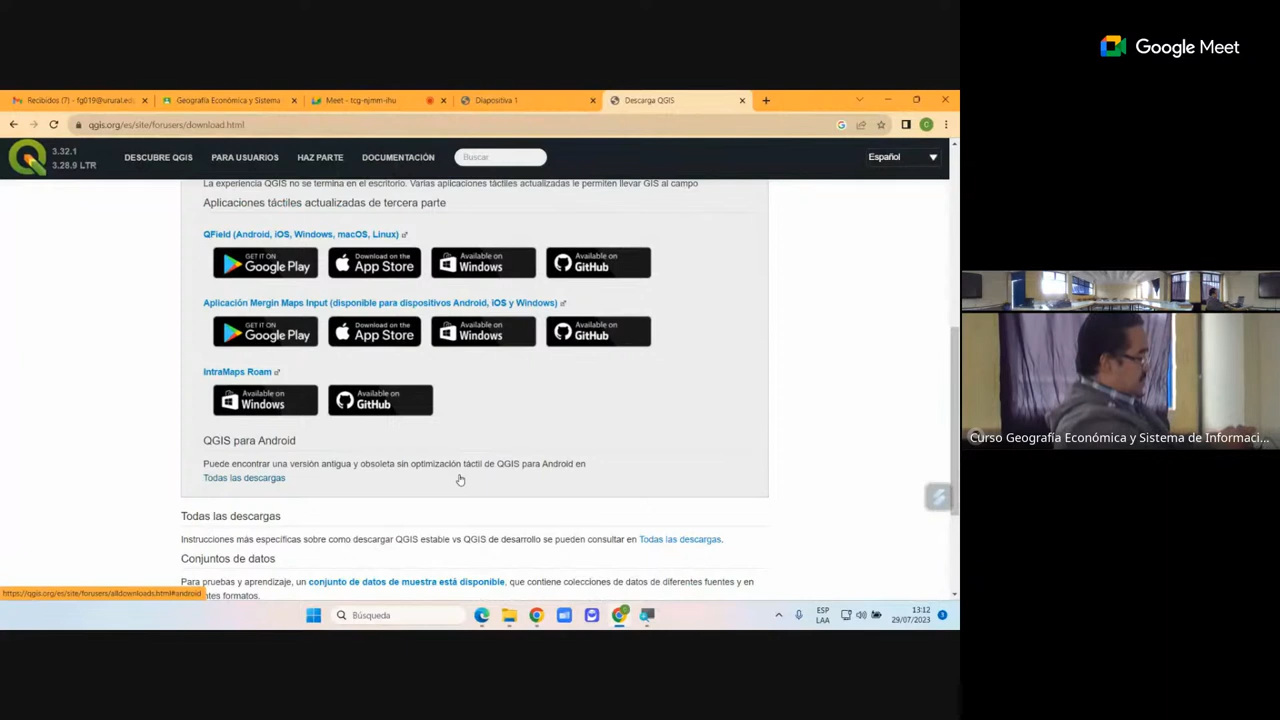 Google Meet
Recibidos (7) - fg019@urural.ed
Geografía Económica y Sistema
Meet - tcg-njmm-ihu
Diapositiva 1
Descarga QGIS
qgis.org/es/site/forusers/download.html
3.32.1
3.28.9 LTR
DESCUBRE QGIS
PARA USUARIOS
HAZ PARTE
DOCUMENTACIÓN
Buscar
Español
La experiencia QGIS no se termina en el escritorio. Varias aplicaciones táctiles actualizadas le permiten llevar GIS al campo
Aplicaciones táctiles actualizadas de tercera parte
QField (Android, iOS, Windows, macOS, Linux)
GET IT ON Google Play
Download on the App Store
Available on Windows
Available on GitHub
Aplicación Mergin Maps Input (disponible para dispositivos Android, iOS y Windows)
GET IT ON Google Play
Download on the App Store
Available on Windows
Available on GitHub
IntraMaps Roam
Available on Windows
Available on GitHub
QGIS para Android
Puede encontrar una versión antigua y obsoleta sin optimización táctil de QGIS para Android en
Todas las descargas
Todas las descargas
Instrucciones más específicas sobre como descargar QGIS estable vs QGIS de desarrollo se pueden consultar en Todas las descargas.
Conjuntos de datos
Para pruebas y aprendizaje, un conjunto de datos de muestra está disponible, que contiene colecciones de datos de diferentes fuentes y en
ntes formatos.
https://qgis.org/es/site/forusers/alldownloads.html#android
Búsqueda
ESP
LAA
13:12
29/07/2023
Curso Geografía Económica y Sistema de Informaci...